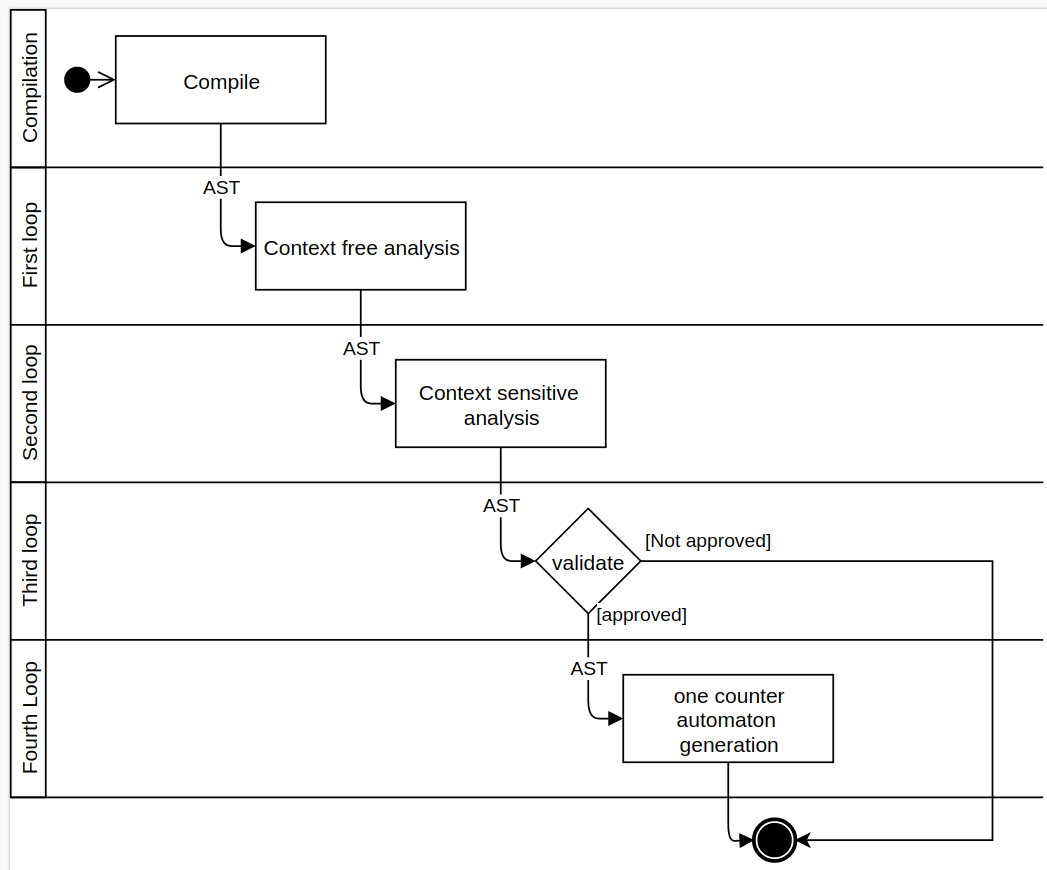 Compilation
Compile
AST
First loop
Context free analysis
AST
Second loop
Context sensitive
analysis
AST
Third loop
validate
[Not approved]
[approved]
AST
Fourth Loop
one counter
automaton
generation